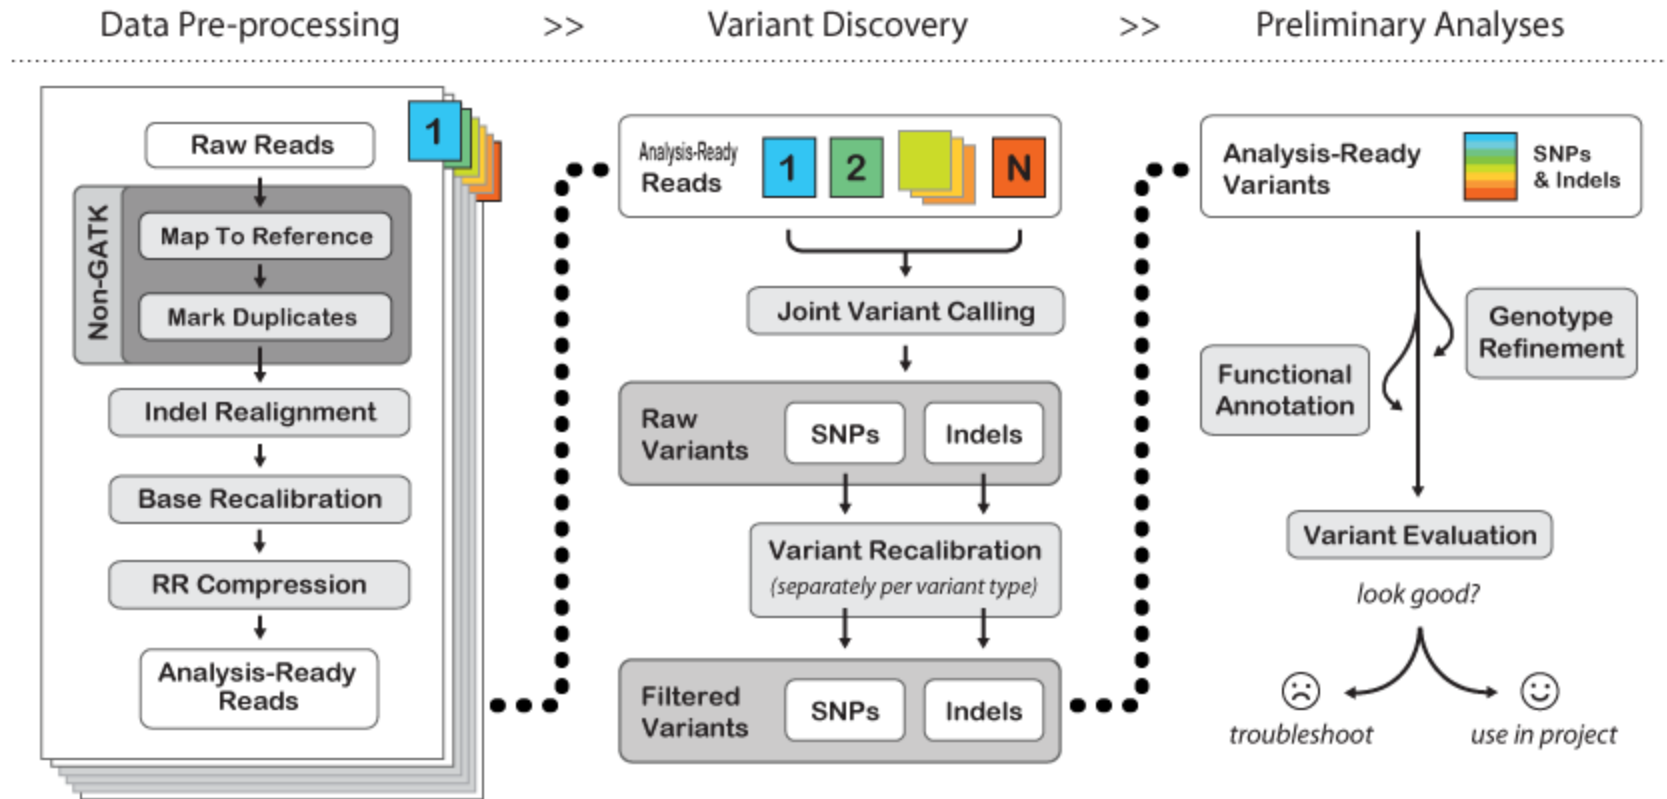 Data Pre-processing >> Variant Discovery >> Preliminary Analyses
1
Raw Reads
Non-GATK
Map To Reference
Mark Duplicates
Indel Realignment
Base Recalibration
RR Compression
Analysis-Ready
Reads
Analysis-Ready
Reads
1 2 N
Joint Variant Calling
Raw
Variants
SNPs Indels
Variant Recalibration
(separately per variant type)
Filtered
Variants
SNPs Indels
Analysis-Ready
Variants
SNPs
& Indels
Genotype
Refinement
Functional
Annotation
Variant Evaluation
look good?
troubleshoot use in project